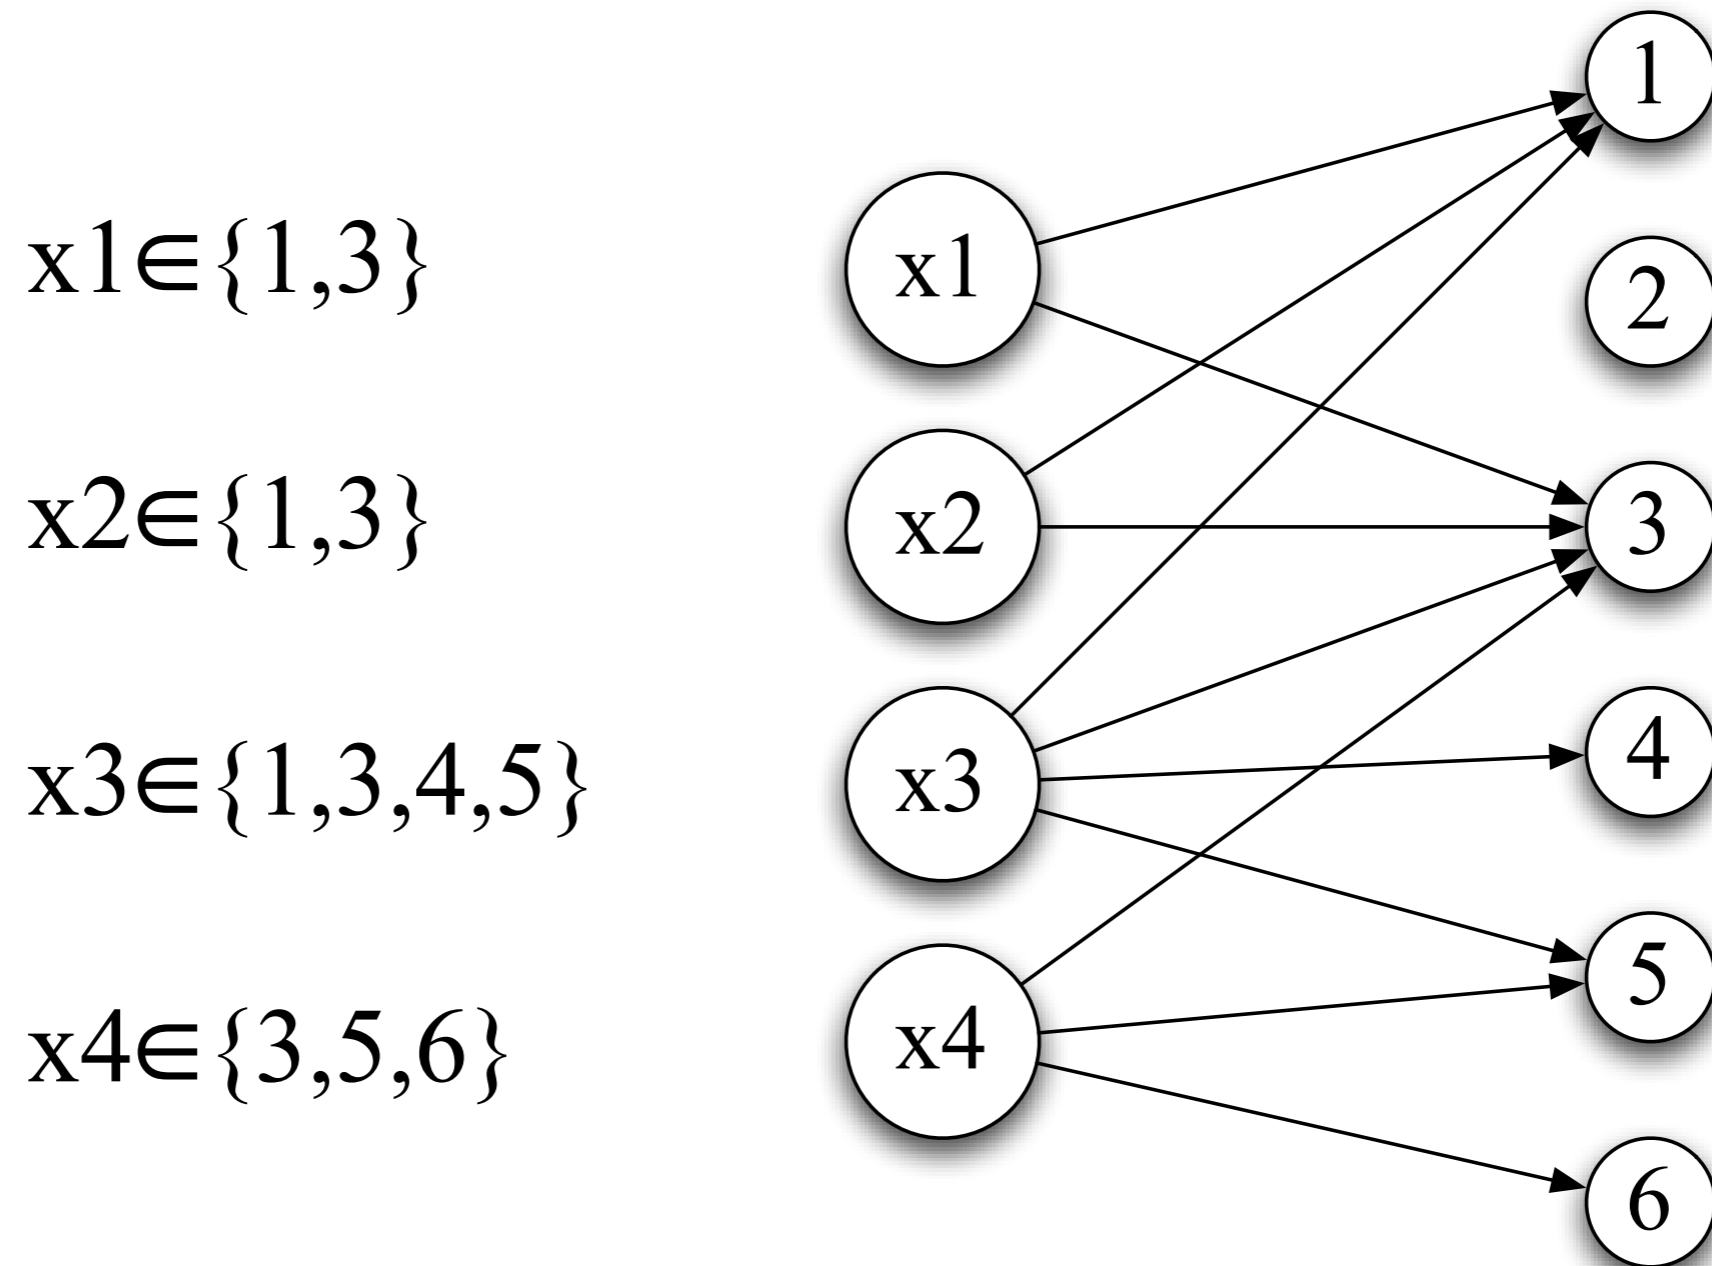 x1∈{1,3}
x2∈{1,3}
x3∈{1,3,4,5}
x4∈{3,5,6}
x1
x2
x3
x4
1
2
3
4
5
6